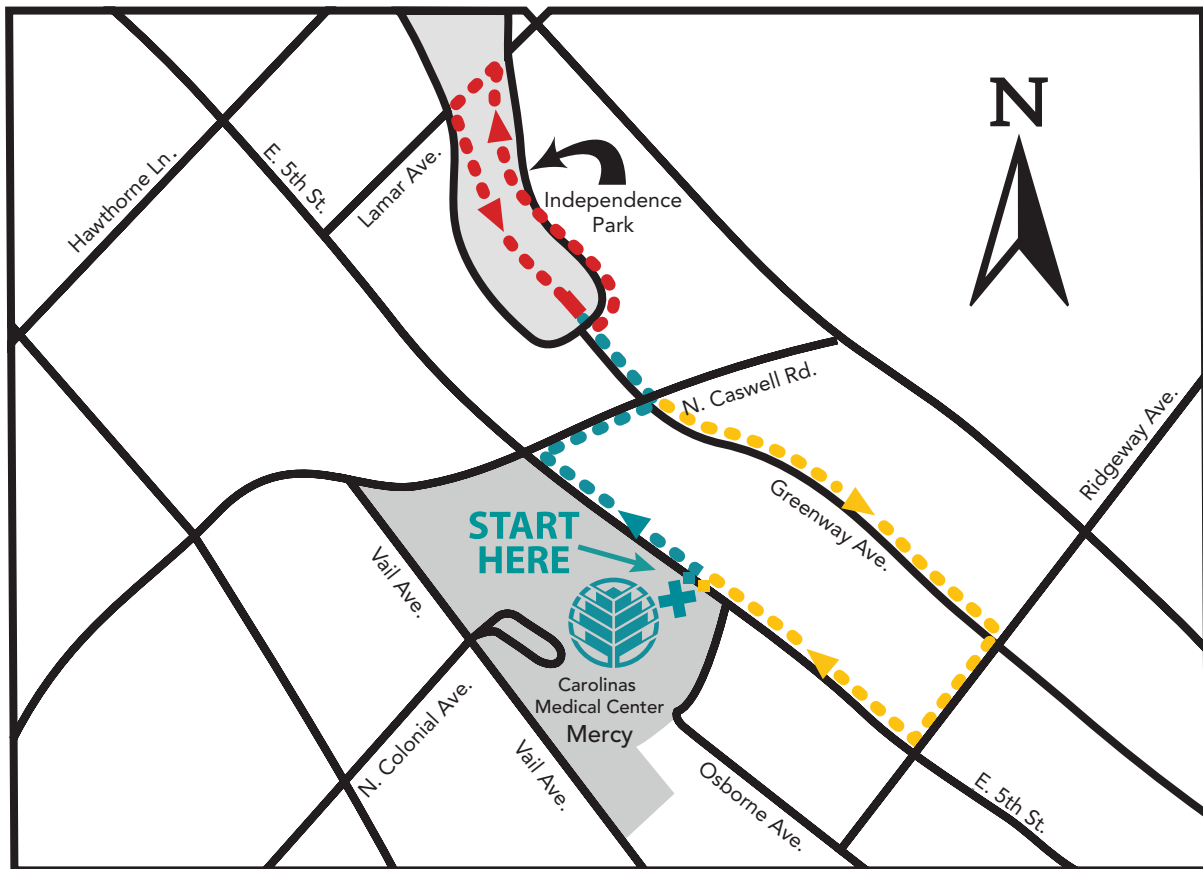 N
Hawthorne Ln.
E. 5th St.
Lamar Ave.
Independence
Park
N. Caswell Rd.
Ridgeway Ave.
Greenway Ave.
START
HERE
Vail Ave.
Carolinas
Medical Center
Mercy
N. Colonial Ave.
Vail Ave.
Osborne Ave.
E. 5th St.